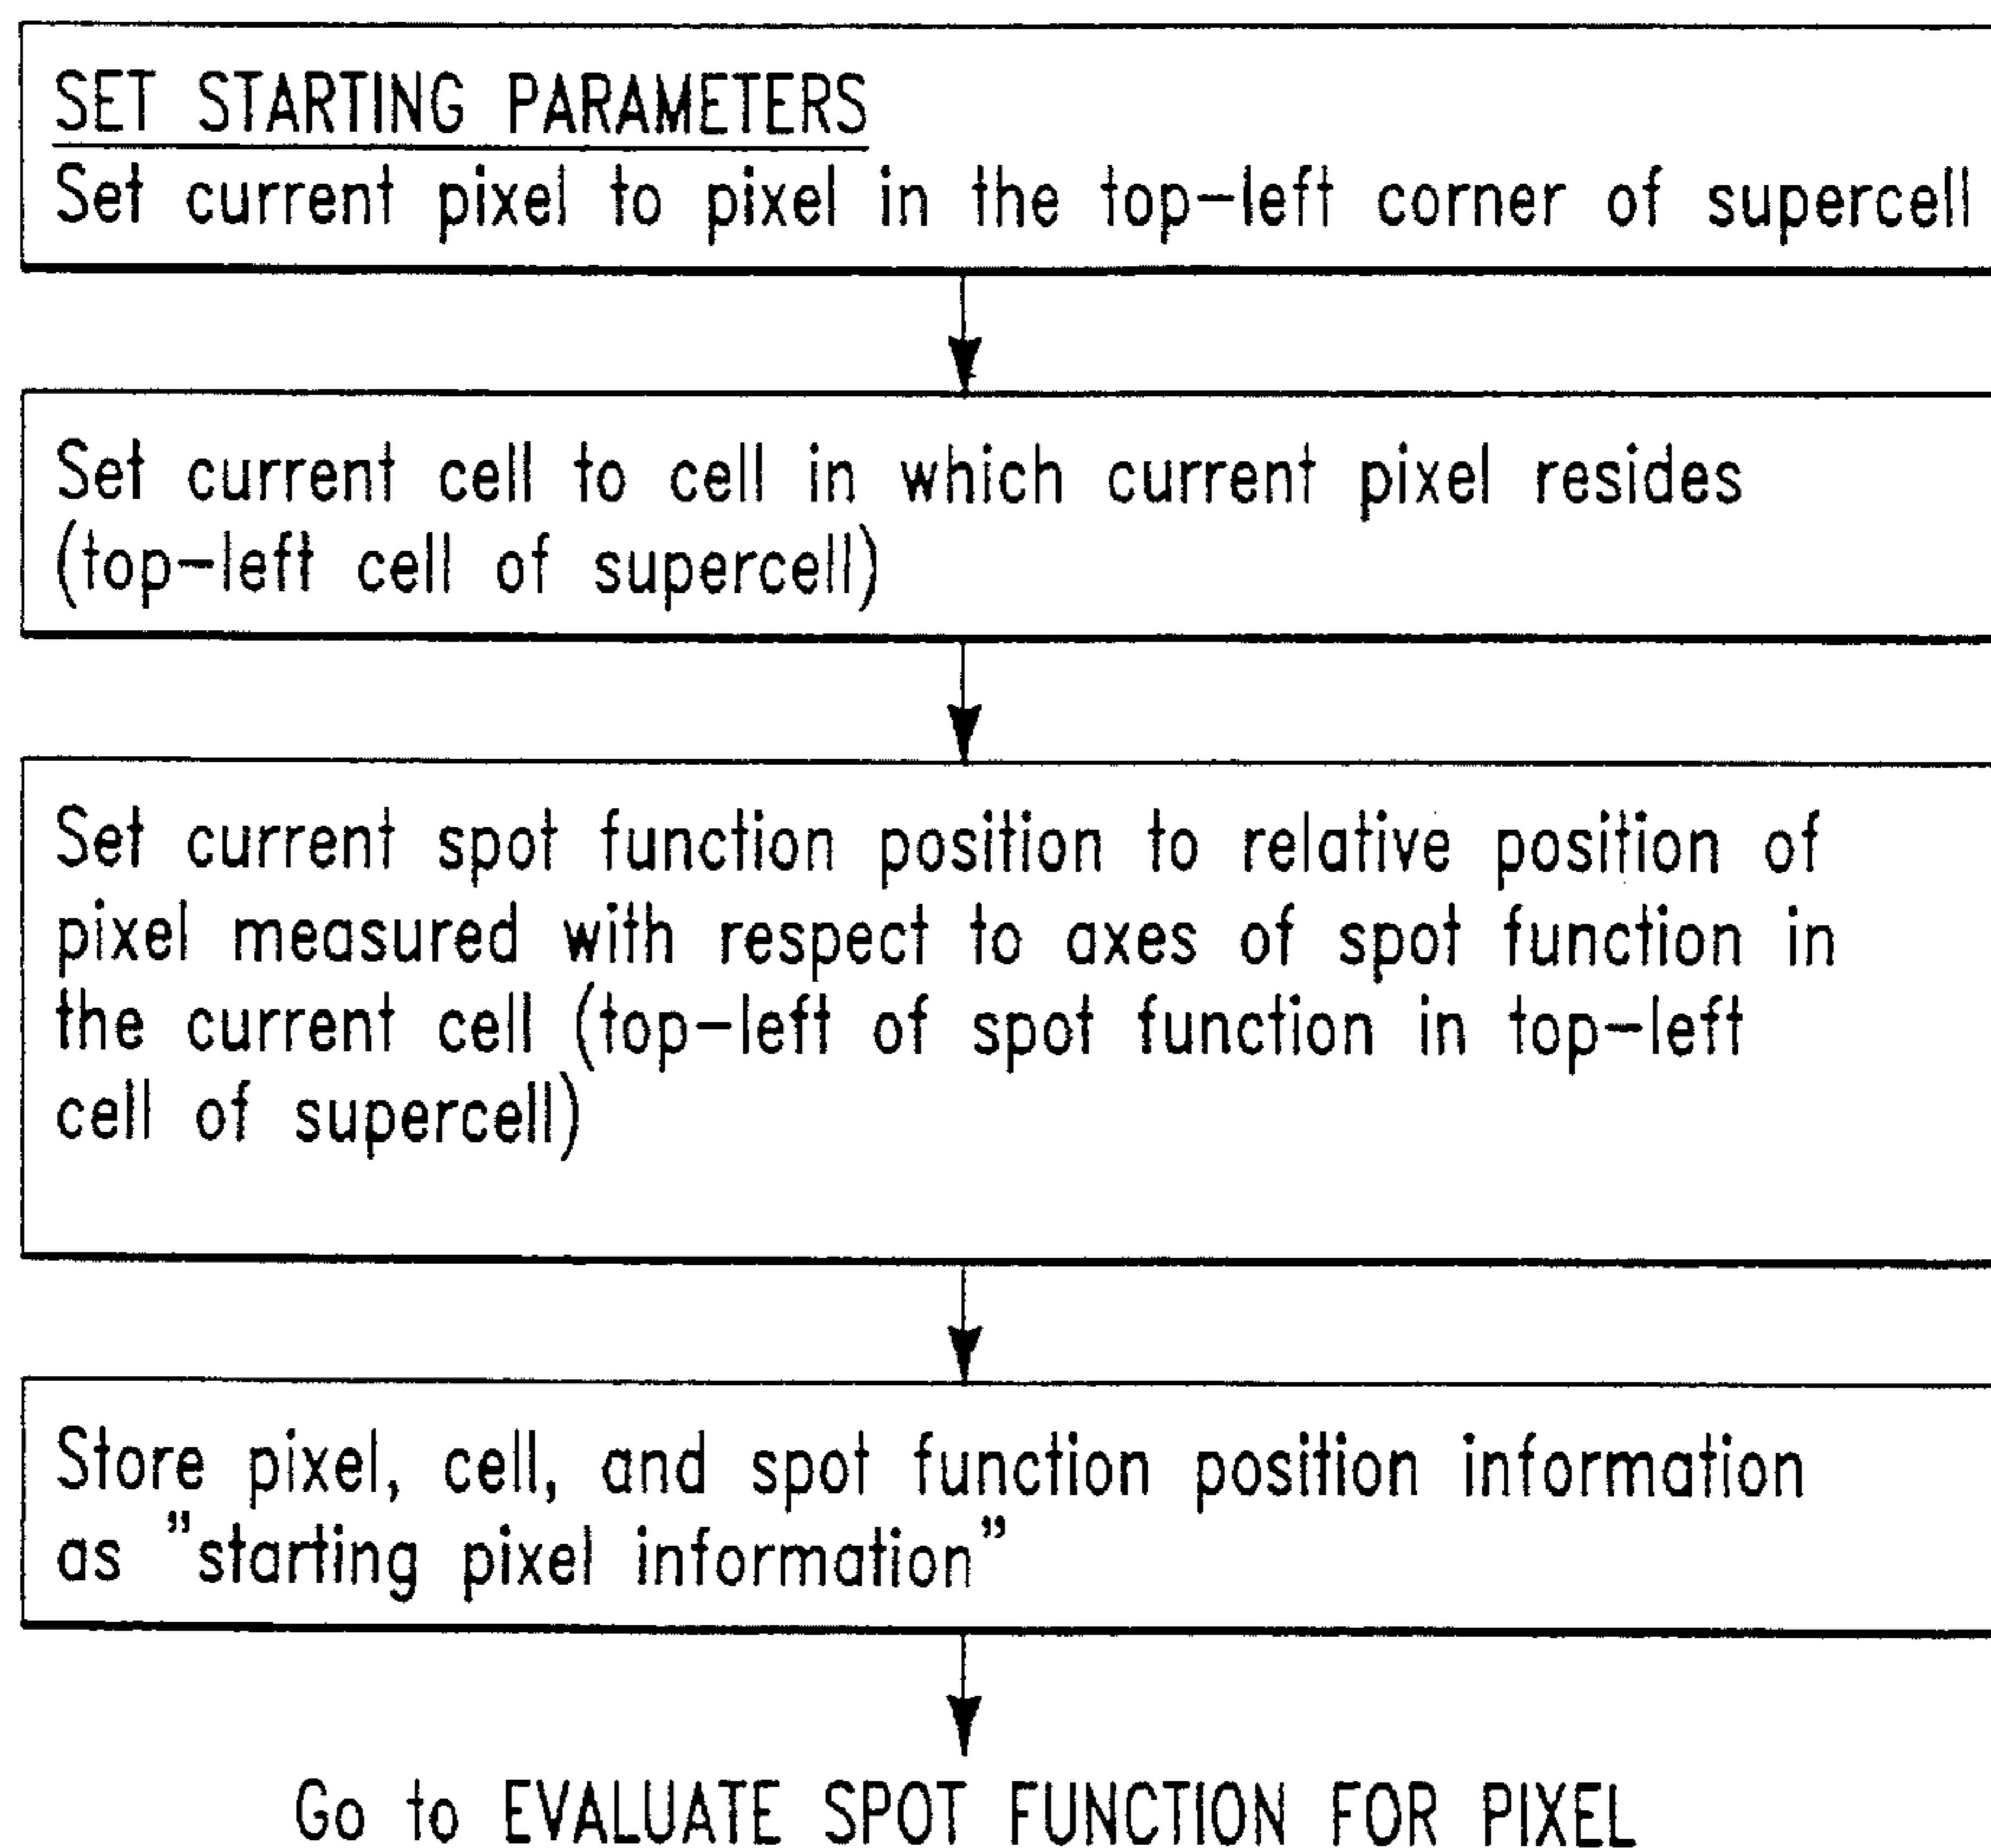 SET STARTING PARAMETERS
Set current pixel to pixel in the top-left corner of supercell
Set current cell to cell in which current pixel resides
(top-left cell of supercell)
Set current spot function position to relative position of
pixel measured with respect to axes of spot function in
the current cell (top-left of spot function in top-left
cell of supercell)
Store pixel, cell, and spot function position information
as "starting pixel information"
Go to EVALUATE SPOT FUNCTION FOR PIXEL